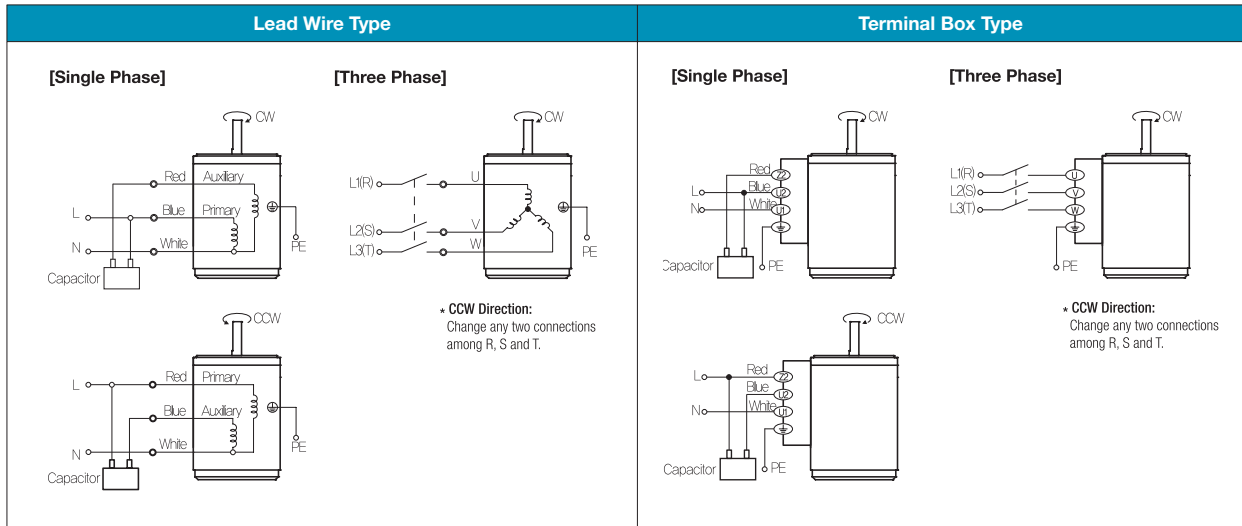 Lead Wire Type
[Single Phase]
[Three Phase]
CW
Red Auxiliary
L
Blue Primary
N
White
PE
Capacitor
CW
L1(R)
U
L2(S)
V
L3(T)
W
PE
* CCW Direction:
Change any two connections
among R, S and T.
CCW
L
Red Primary
Blue Auxiliary
N
White
PE
Capacitor
Terminal Box Type
[Single Phase]
[Three Phase]
CW
Red
Z2
L
Blue
U2
N
White
U1
Capacitor
PE
CW
L1(R)
U
L2(S)
V
L3(T)
W
PE
* CCW Direction:
Change any two connections
among R, S and T.
CCW
L
Red
Z2
Blue
U2
N
White
U1
Capacitor
PE